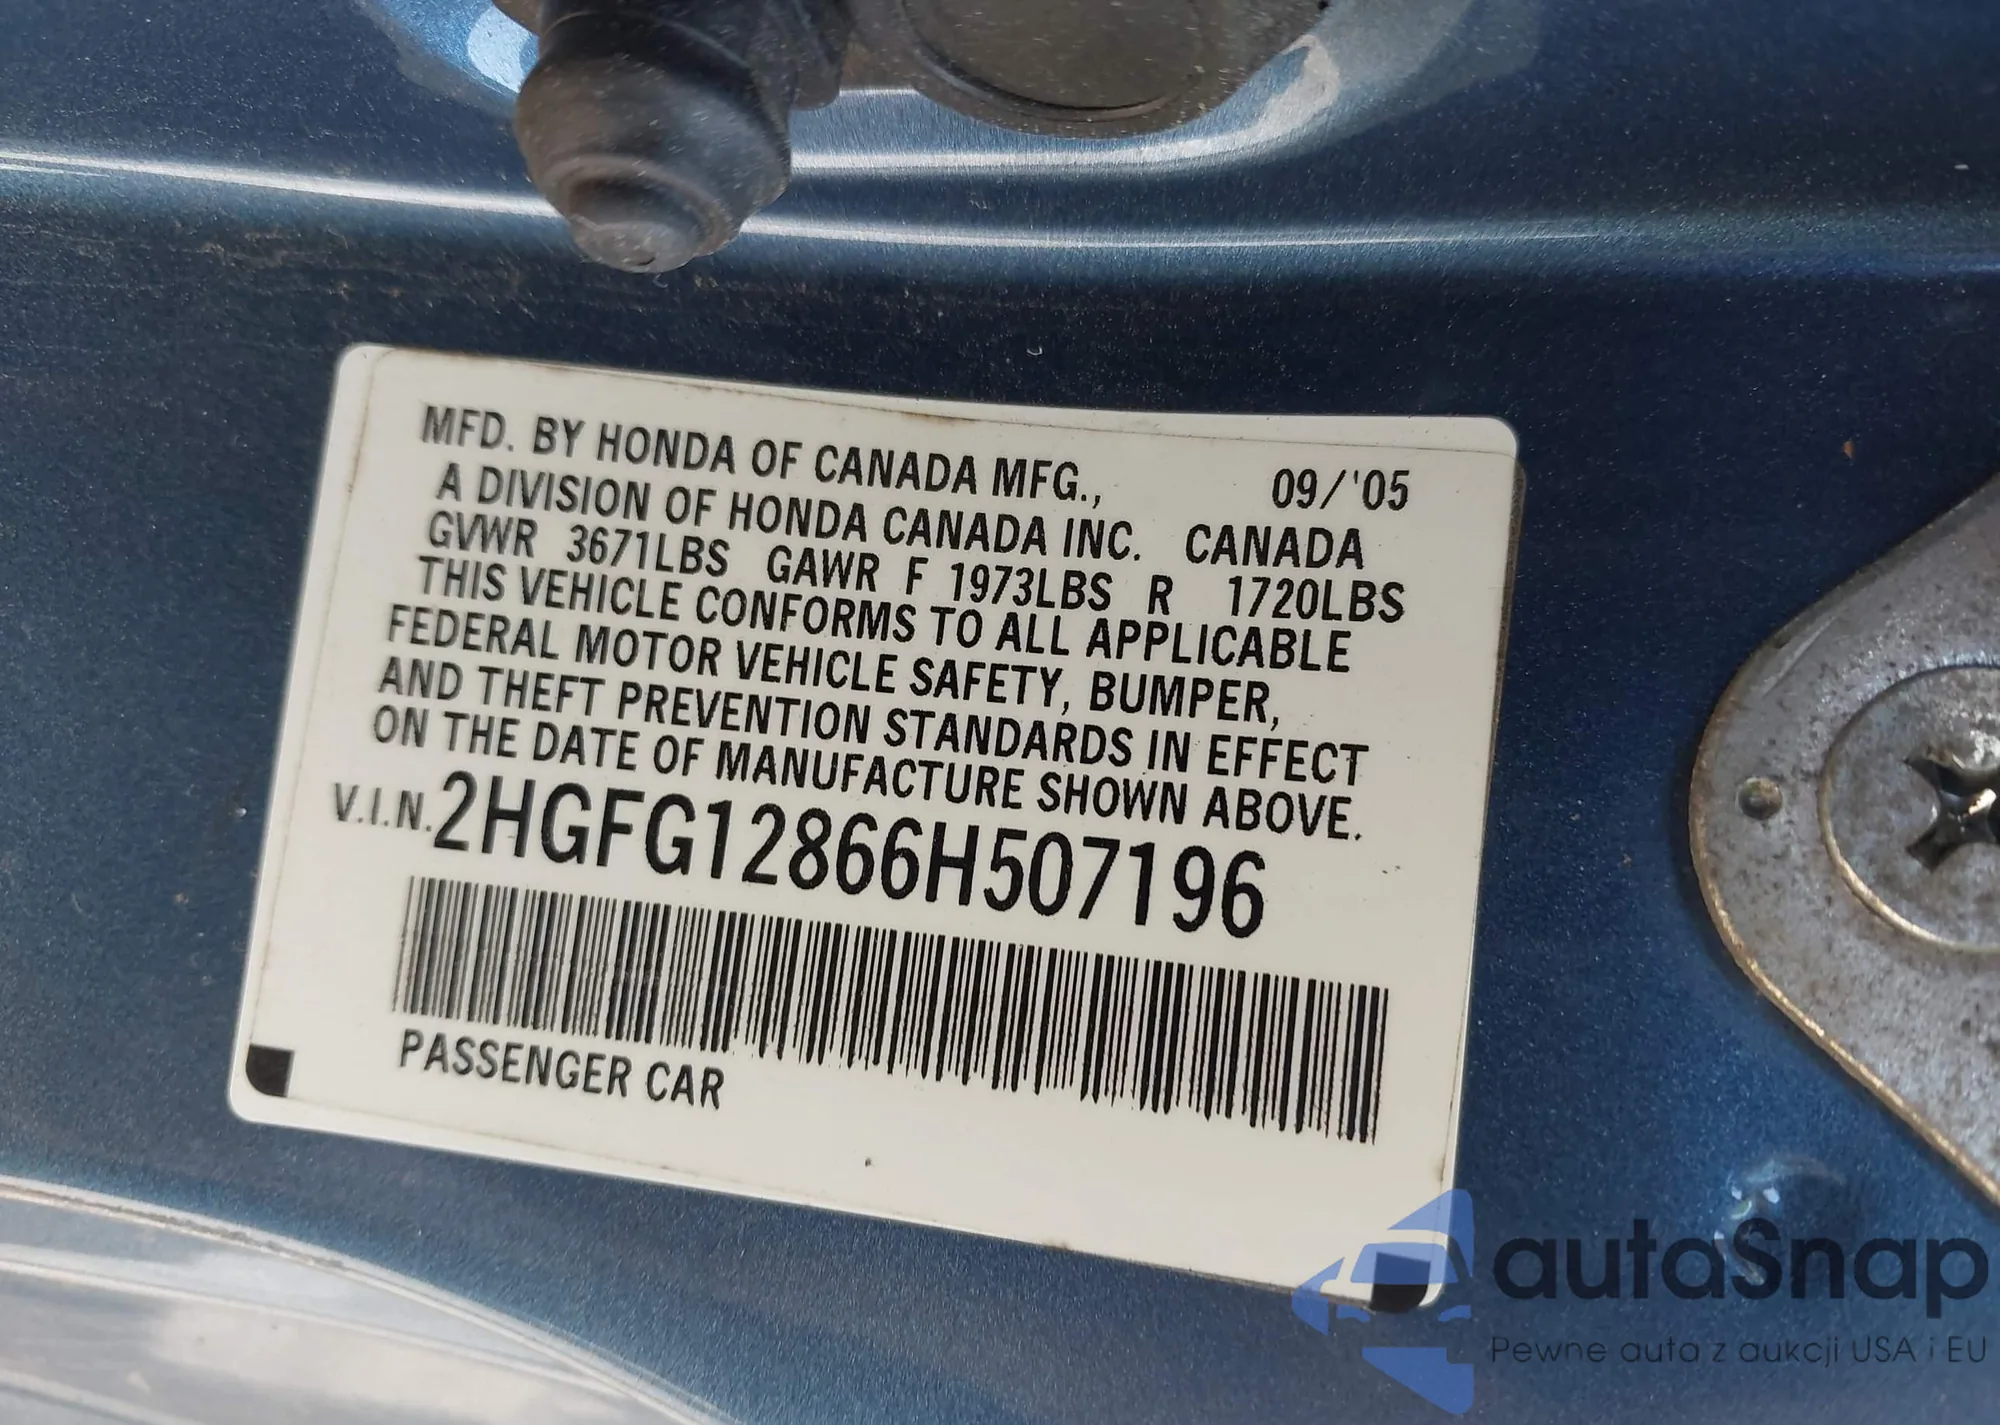 MFD. BY HONDA OF CANADA MFG., 09/'05
A DIVISION OF HONDA CANADA INC. CANADA
GVWR 3671LBS GAWR F 1973LBS R 1720LBS
THIS VEHICLE CONFORMS TO ALL APPLICABLE
FEDERAL MOTOR VEHICLE SAFETY, BUMPER,
AND THEFT PREVENTION STANDARDS IN EFFECT
ON THE DATE OF MANUFACTURE SHOWN ABOVE.
V.I.N. 2HGFG12866H507196
PASSENGER CAR
autoSnap
Pewne auta z aukcji USA i EU